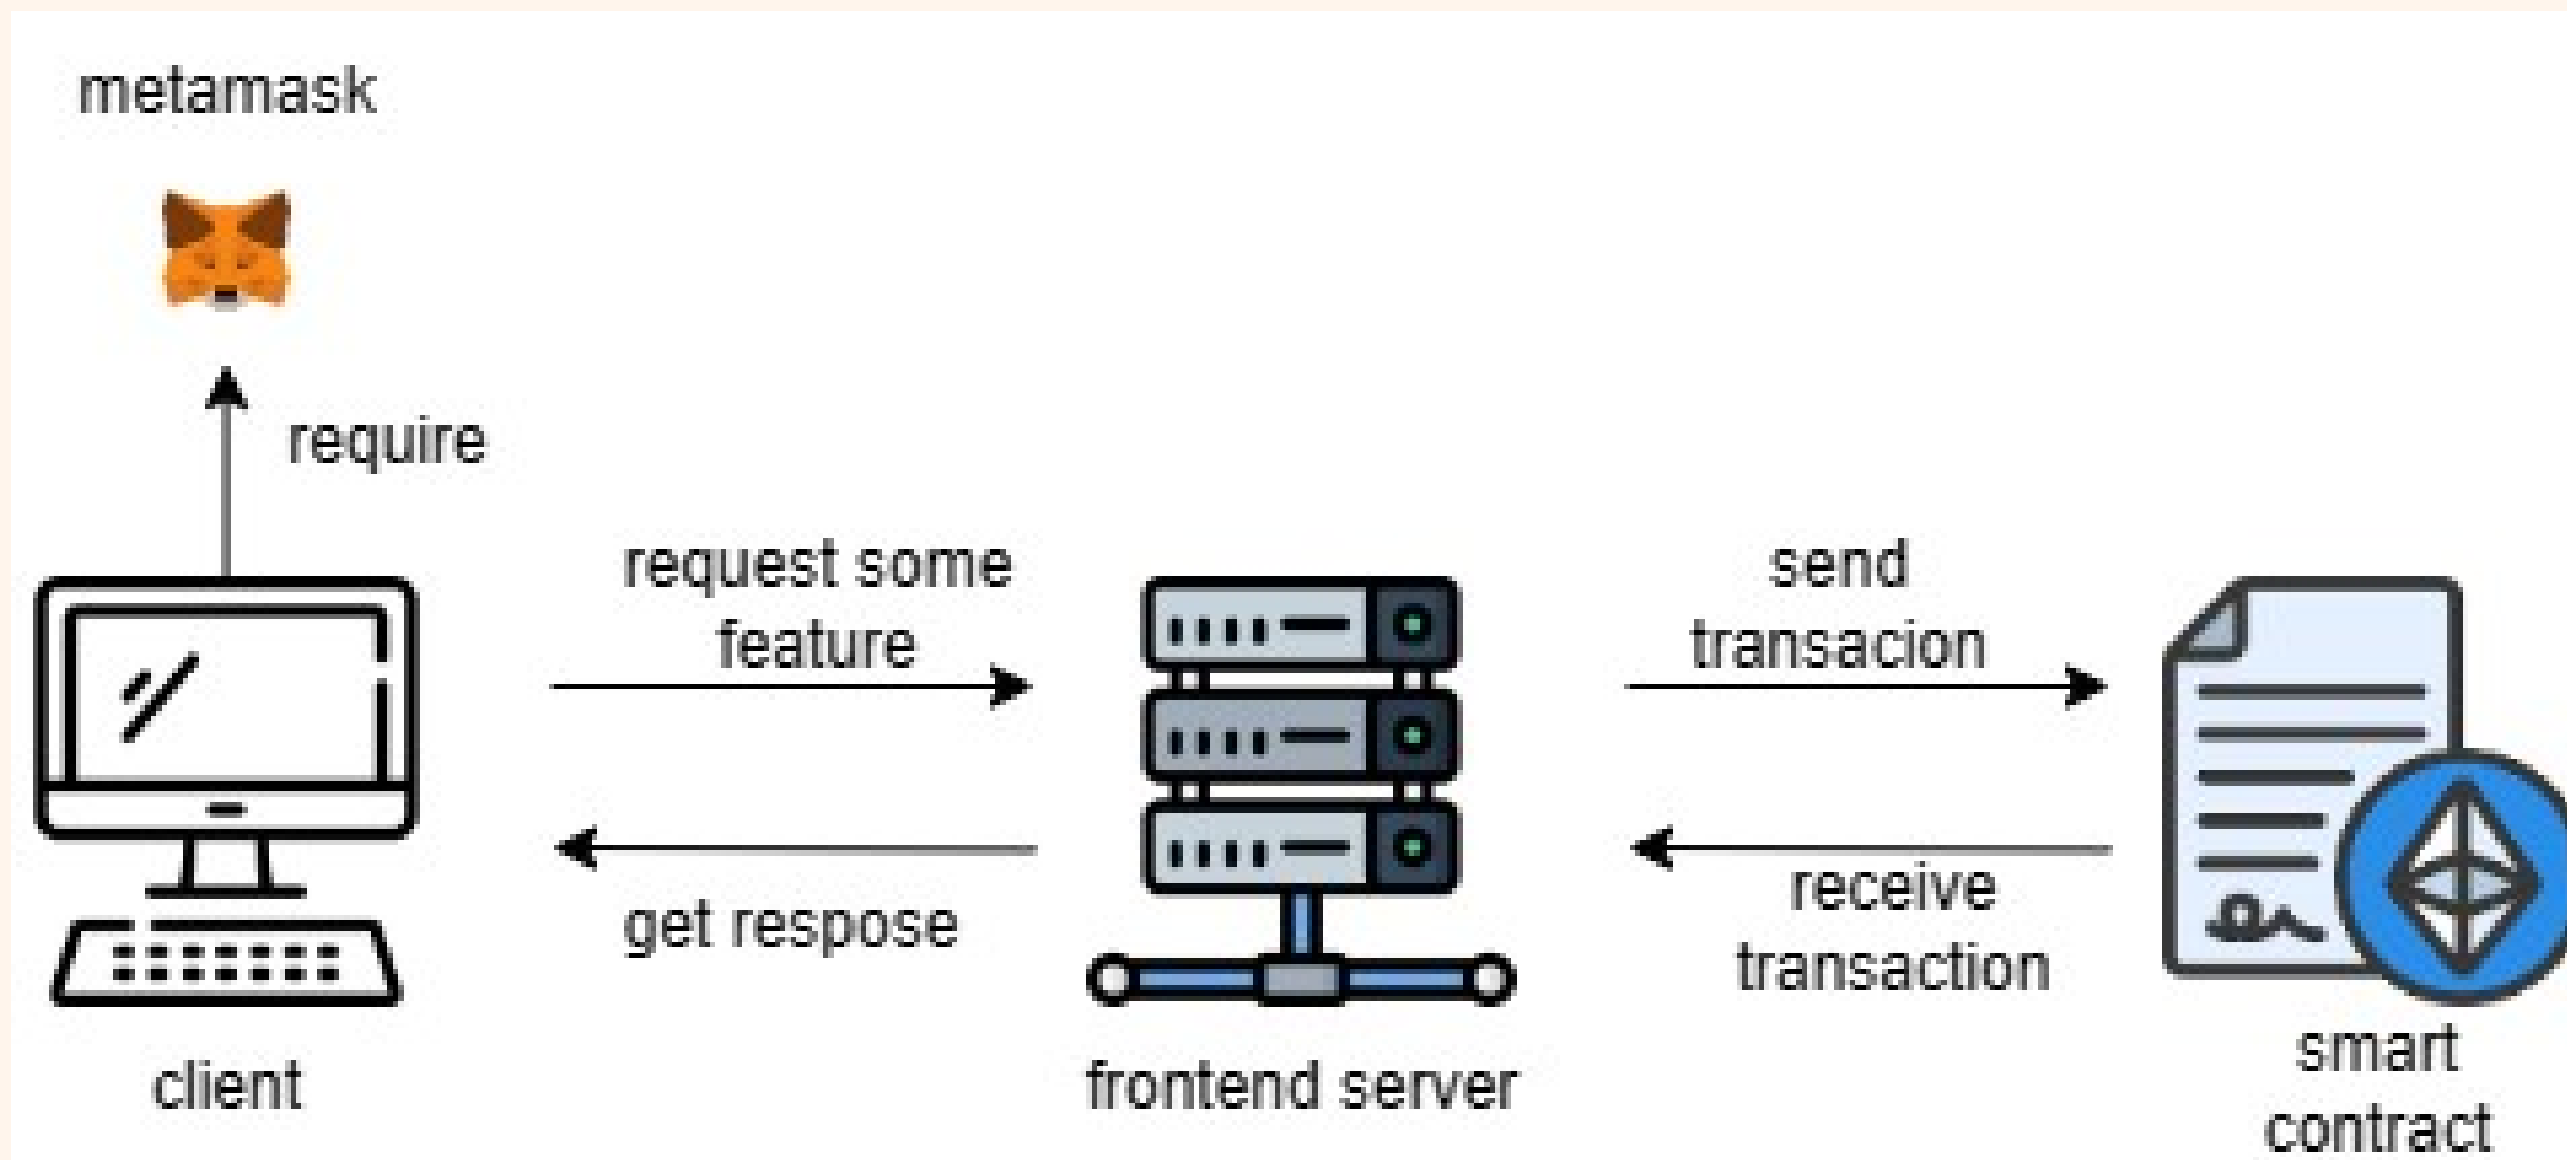 metamask
require
request some
feature
send
transacion
get respose
receive
transaction
client
frontend server
smart
contract